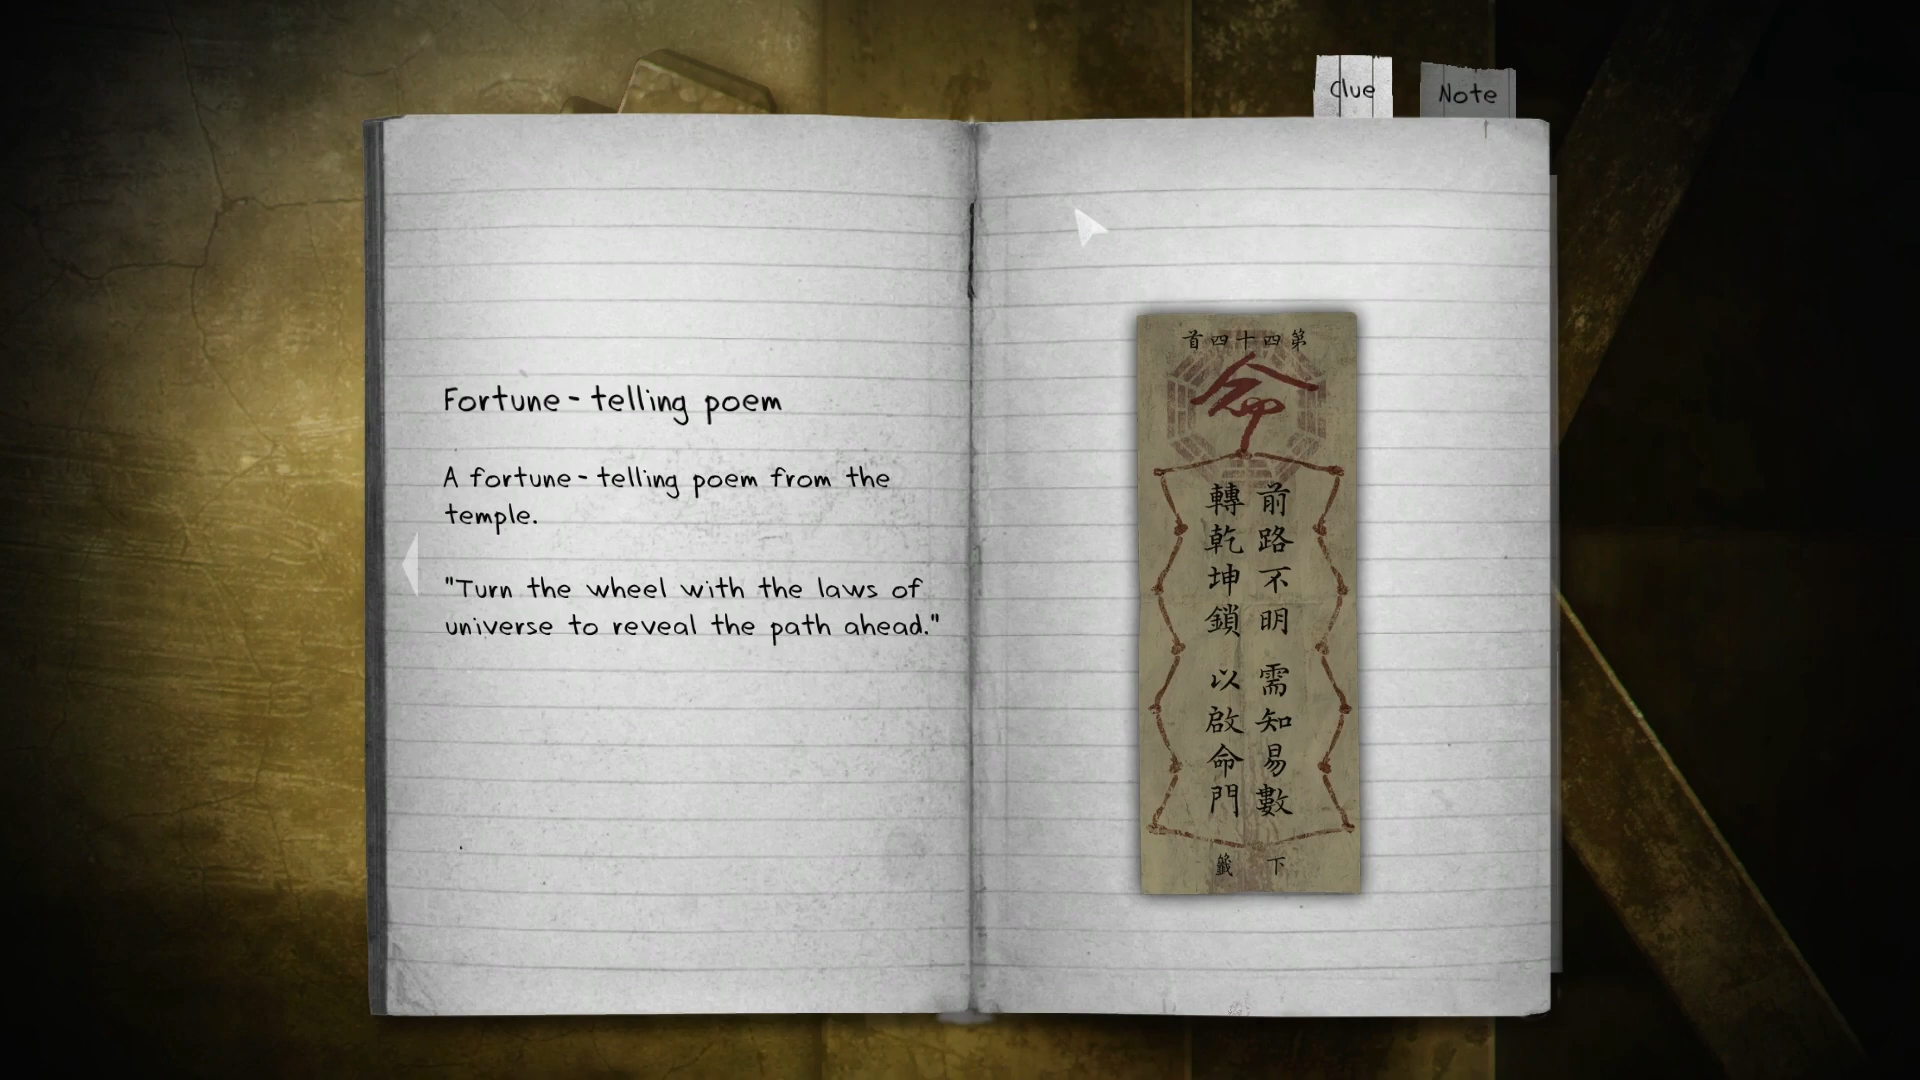 Clue
Note
Fortune-telling poem
A fortune-telling poem from the
temple.
"Turn the wheel with the laws of
universe to reveal the path ahead."
第四十四首
命
前路不明 需知易數
轉乾坤鎖 以啟命門
下籤